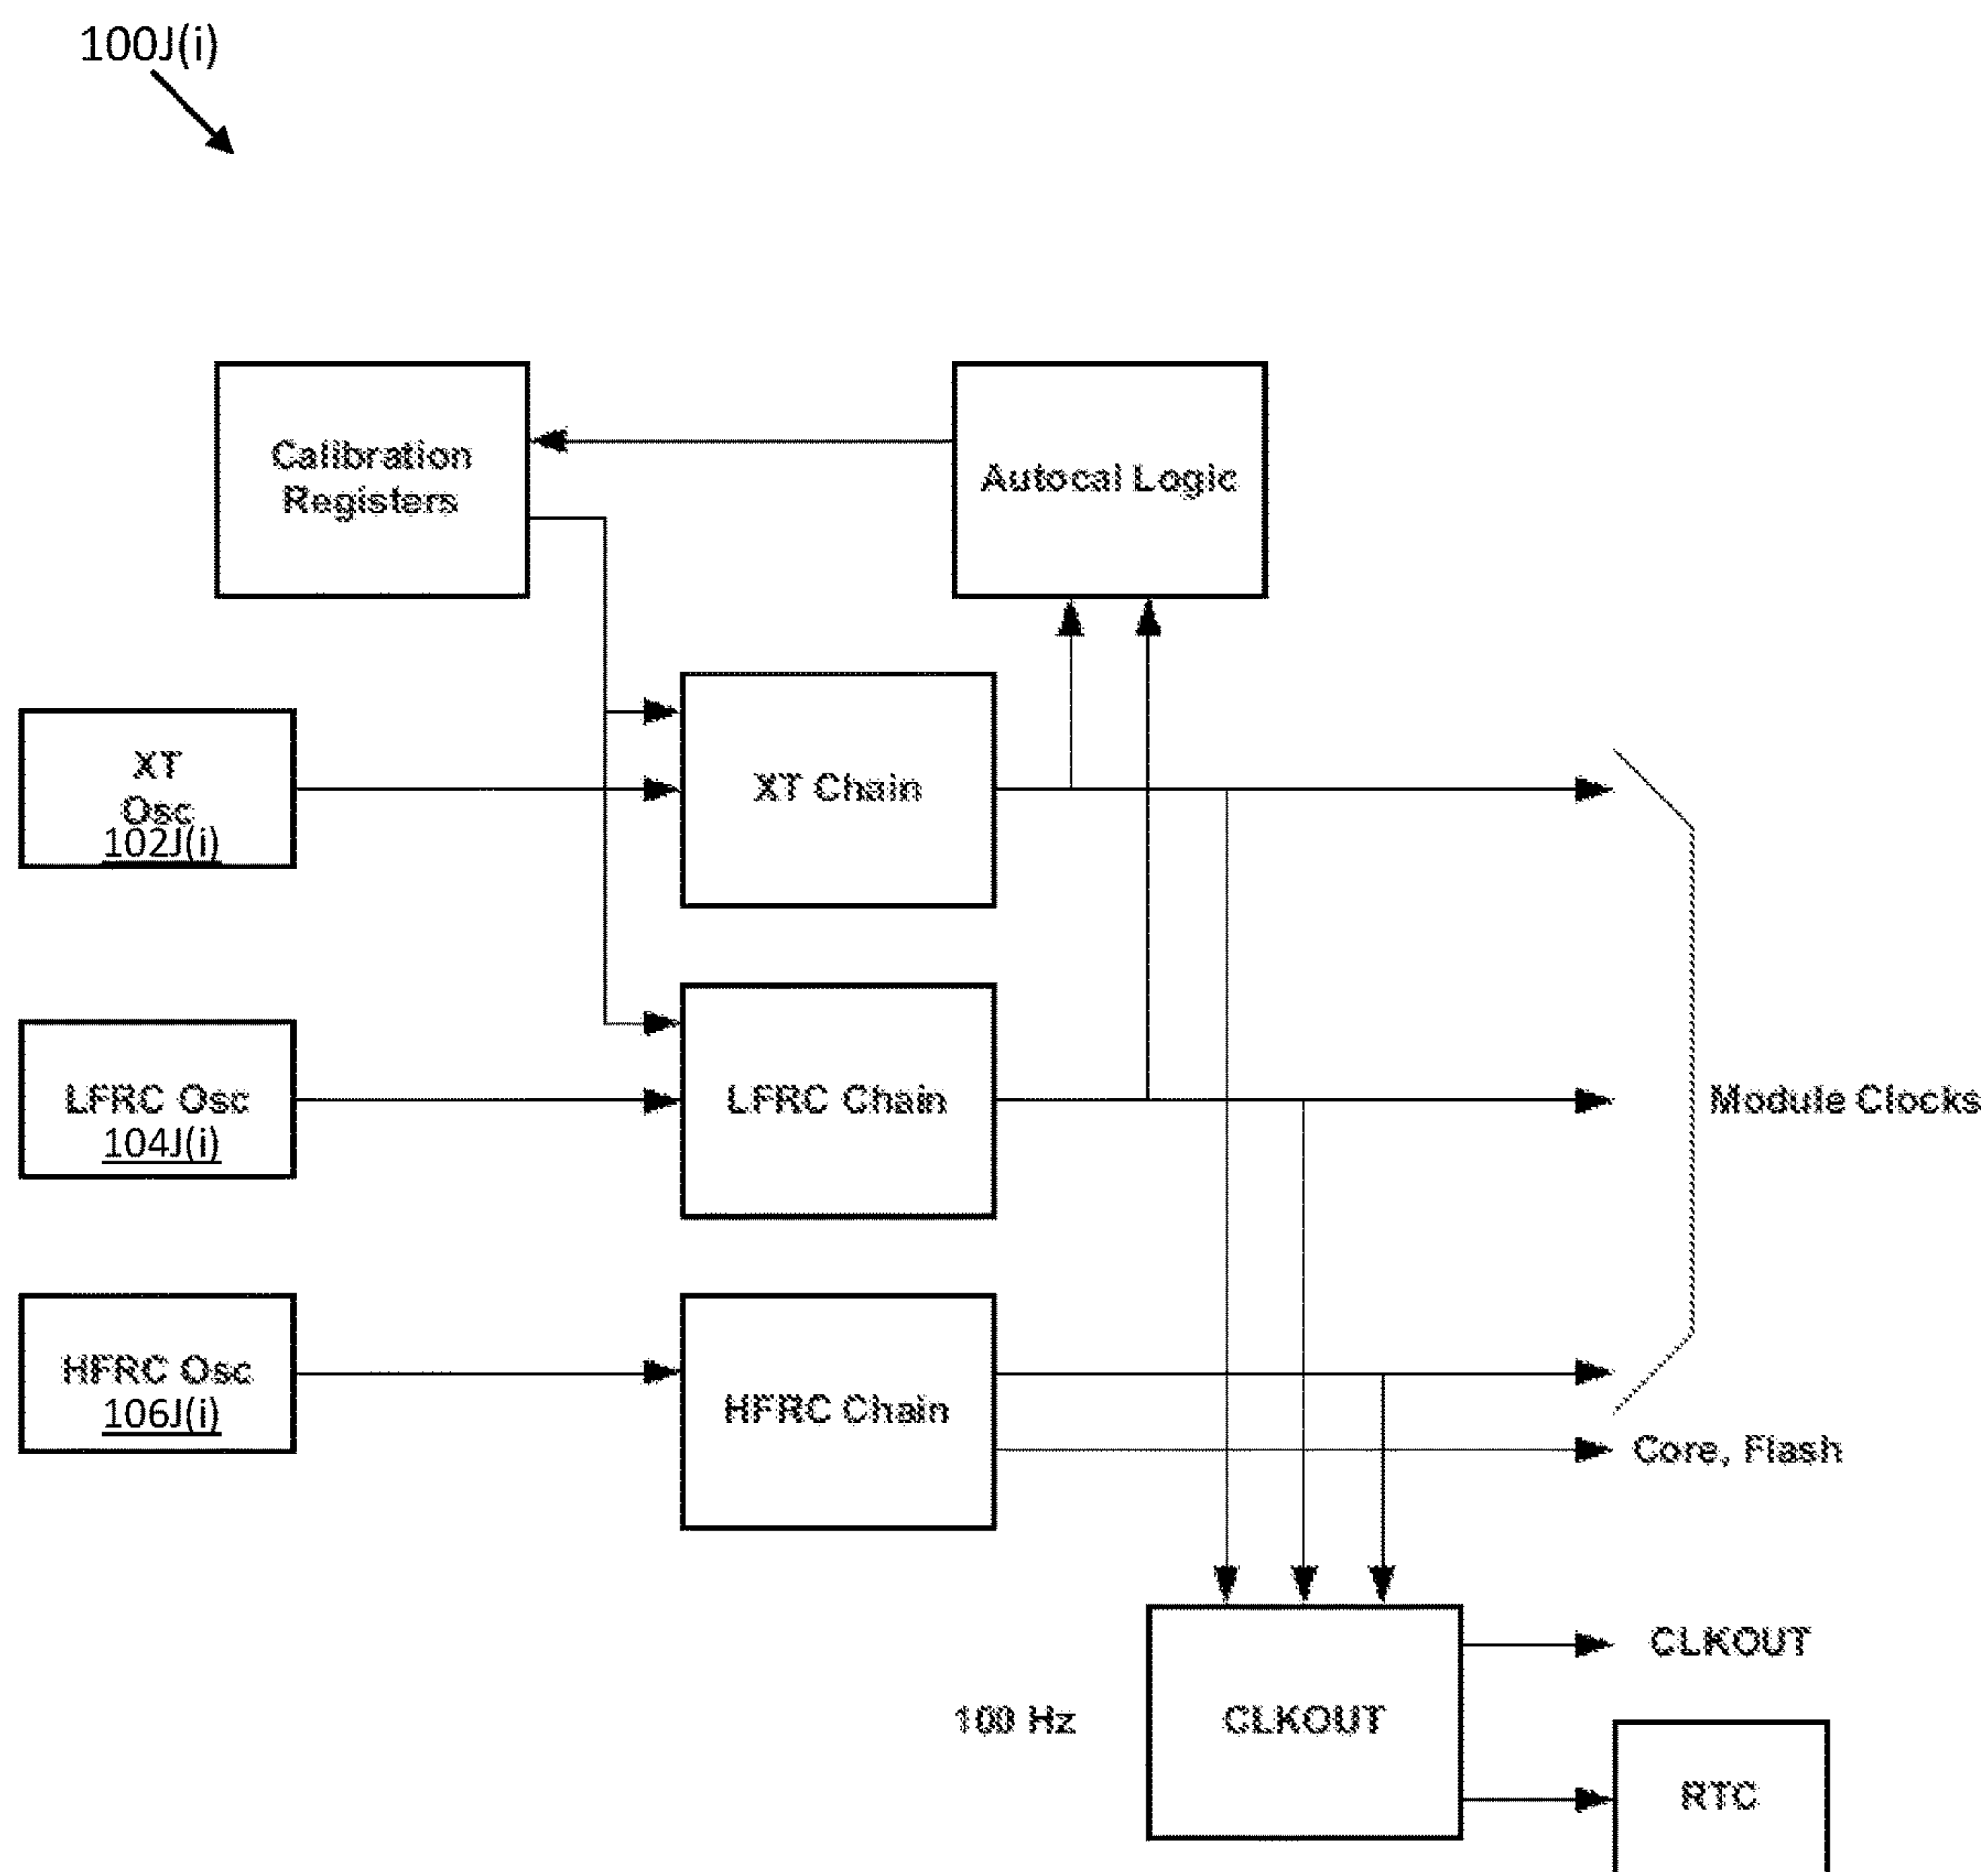 100J(i)
Calibration
Registers
Autocal Logic
XT
Osc
102J(i)
XT Chain
LFRC Osc
104J(i)
LFRC Chain
Module Clocks
HFRC Osc
106J(i)
HFRC Chain
Core, Flash
CLKOUT
100 Hz
CLKOUT
RTC